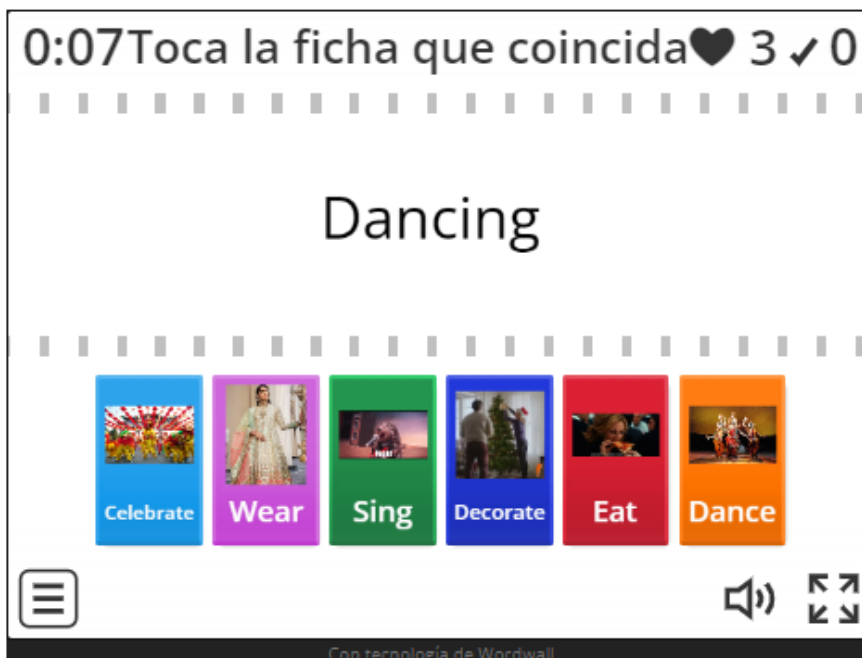 0:07 Toca la ficha que coincida 3 0
Dancing
Celebrate Wear Sing Decorate Eat Dance
Con tecnología de Wordwall